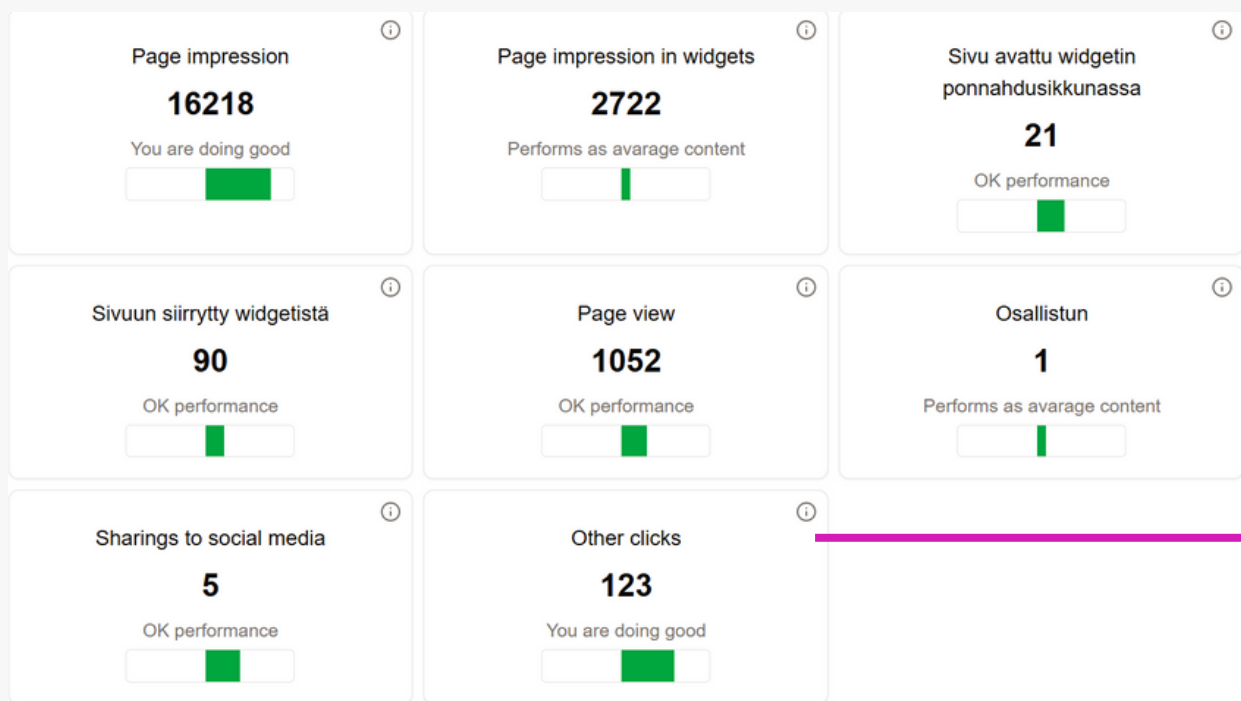 Page impression
16218
You are doing good
Page impression in widgets
2722
Performs as avarage content
Sivu avattu widgetin
ponnahdusikkunassa
21
OK performance
Sivuun siirrytty widgetistä
90
OK performance
Page view
1052
OK performance
Osallistun
1
Performs as avarage content
Sharings to social media
5
OK performance
Other clicks
123
You are doing good